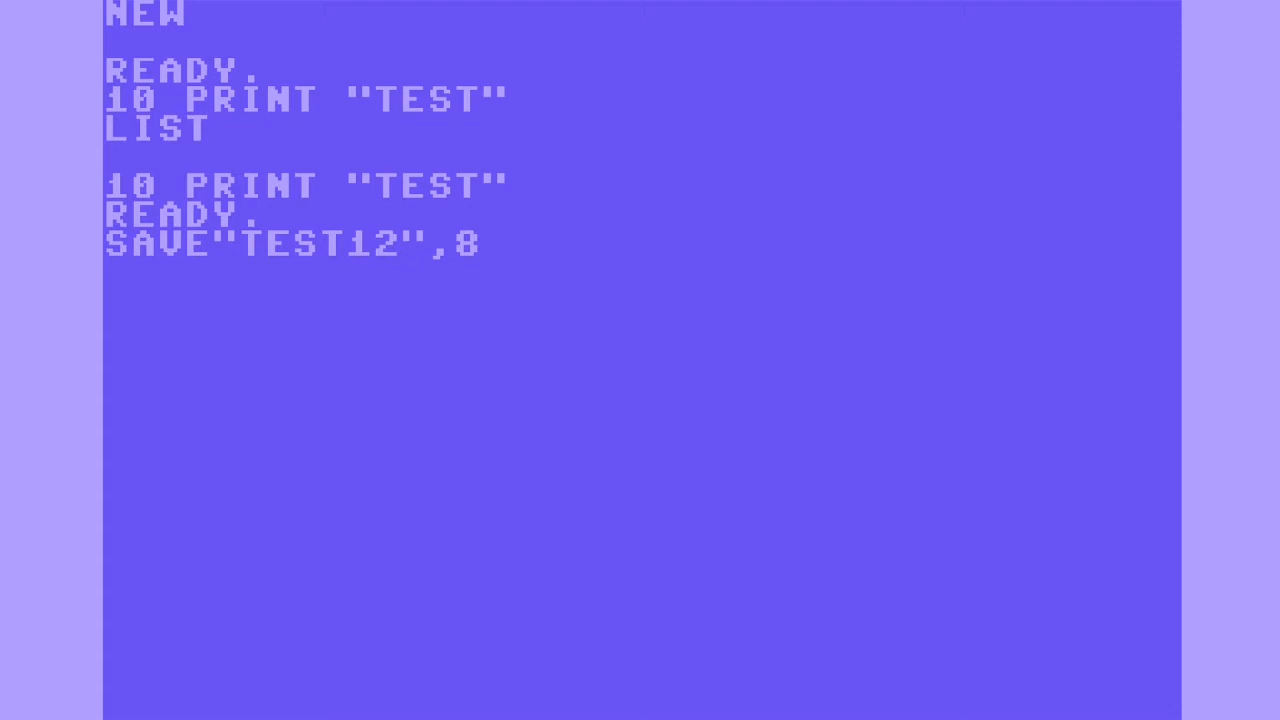 NEW
READY.
10 PRINT "TEST"
LIST
10 PRINT "TEST"
READY.
SAVE"TEST12",8